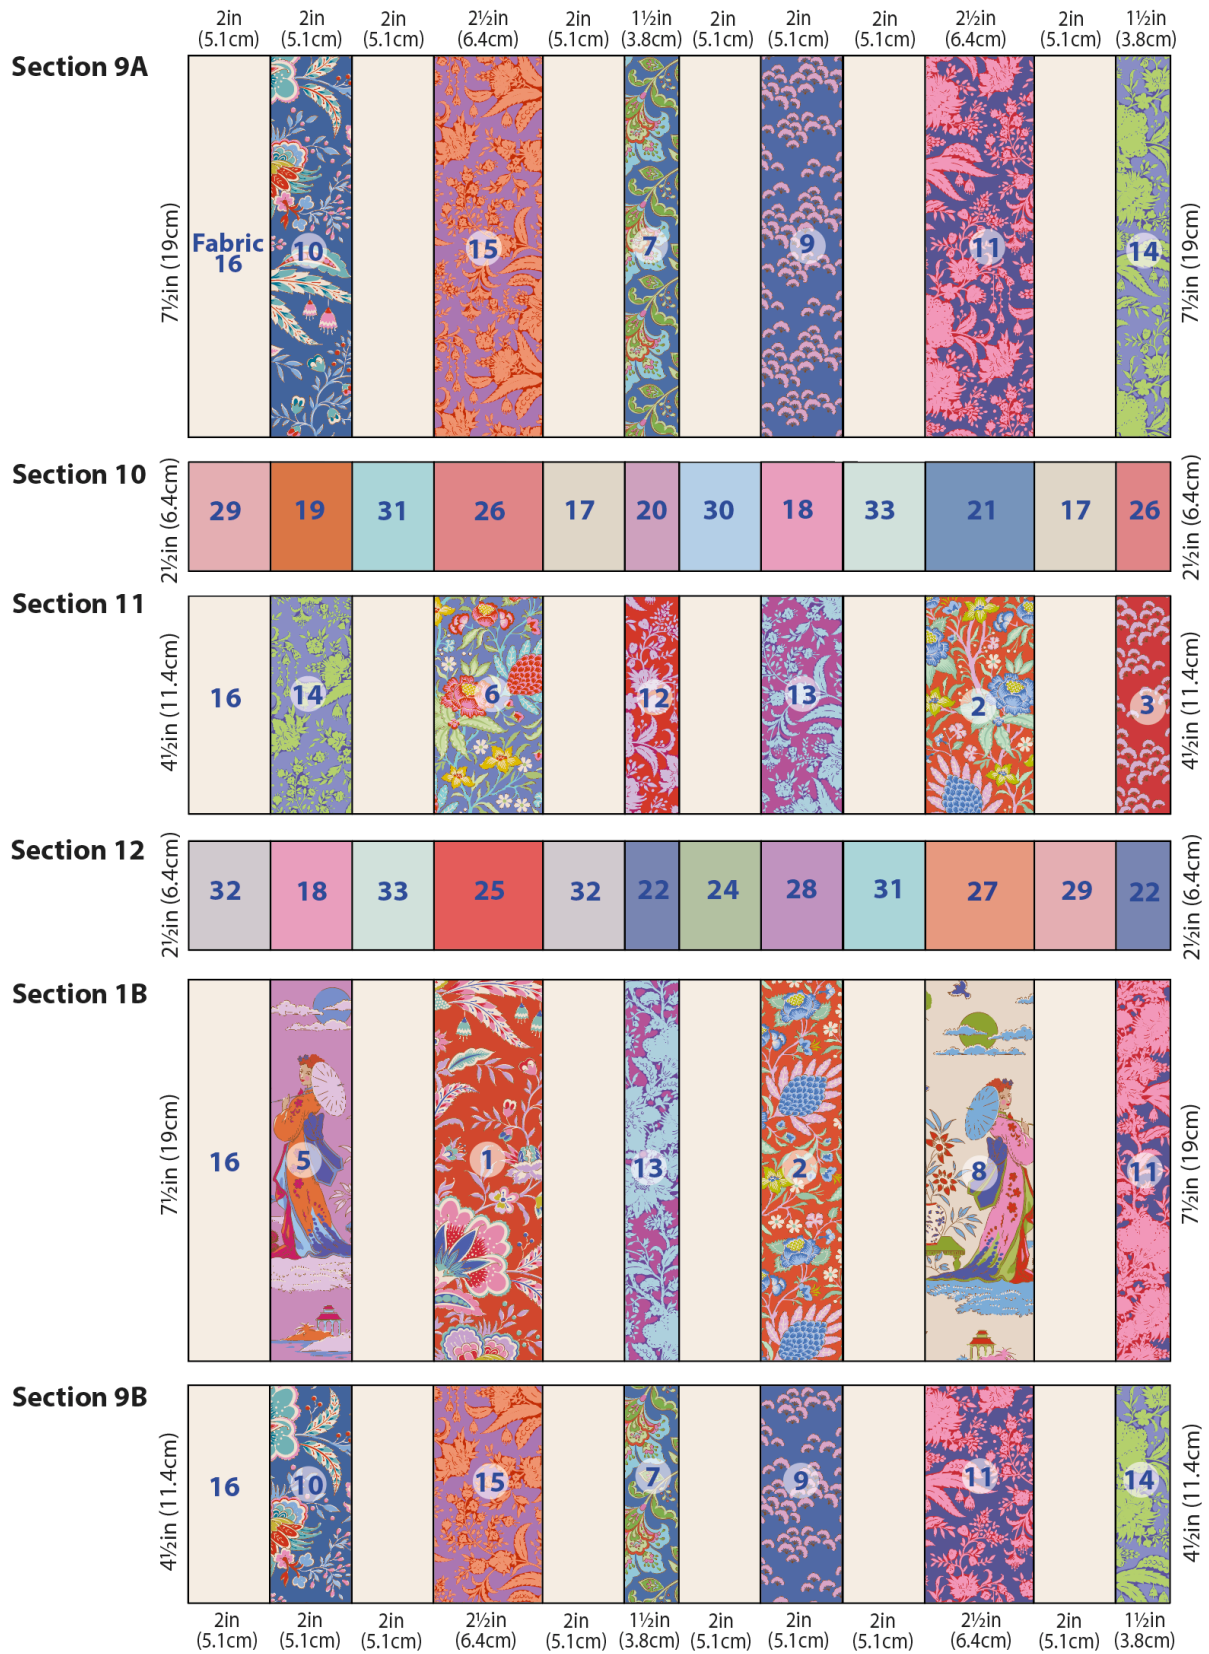 2in 2in 2in 2½in 2in 1½in 2in 2in 2in 2½in 2in 1½in
(5.1cm) (5.1cm) (5.1cm) (6.4cm) (5.1cm) (3.8cm) (5.1cm) (5.1cm) (5.1cm) (6.4cm) (5.1cm) (3.8cm)
Section 9A
7½in (19cm)
Fabric
16
10
15
7
9
11
14
7½in (19cm)
Section 10
2½in (6.4cm)
29 19 31 26 17 20 30 18 33 21 17 26
2½in (6.4cm)
Section 11
4½in (11.4cm)
16 14 6 12 13 2 3
4½in (11.4cm)
Section 12
2½in (6.4cm)
32 18 33 25 32 22 24 28 31 27 29 22
2½in (6.4cm)
Section 1B
7½in (19cm)
16 5 1 13 2 8 11
7½in (19cm)
Section 9B
4½in (11.4cm)
16 10 15 7 9 11 14
4½in (11.4cm)
2in 2in 2in 2½in 2in 1½in 2in 2in 2in 2½in 2in 1½in
(5.1cm) (5.1cm) (5.1cm) (6.4cm) (5.1cm) (3.8cm) (5.1cm) (5.1cm) (5.1cm) (6.4cm) (5.1cm) (3.8cm)